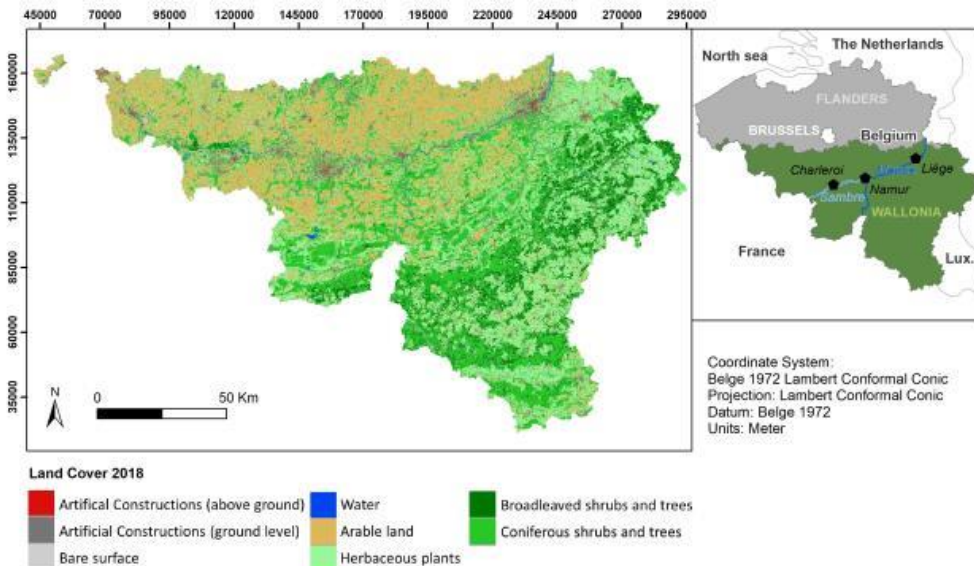 45000 70000 95000 120000 145000 170000 195000 220000 245000 270000 295000
160000
135000
110000
85000
60000
35000
N
0 50 Km
North sea
The Netherlands
FLANDERS
BRUSSELS
Belgium
Charleroi
Meuse
Liège
Sambre
Namur
WALLONIA
France
Lux.
Coordinate System:
Belge 1972 Lambert Conformal Conic
Projection: Lambert Conformal Conic
Datum: Belge 1972
Units: Meter
Land Cover 2018
Artifical Constructions (above ground)
Artificial Constructions (ground level)
Bare surface
Water
Arable land
Herbaceous plants
Broadleaved shrubs and trees
Coniferous shrubs and trees